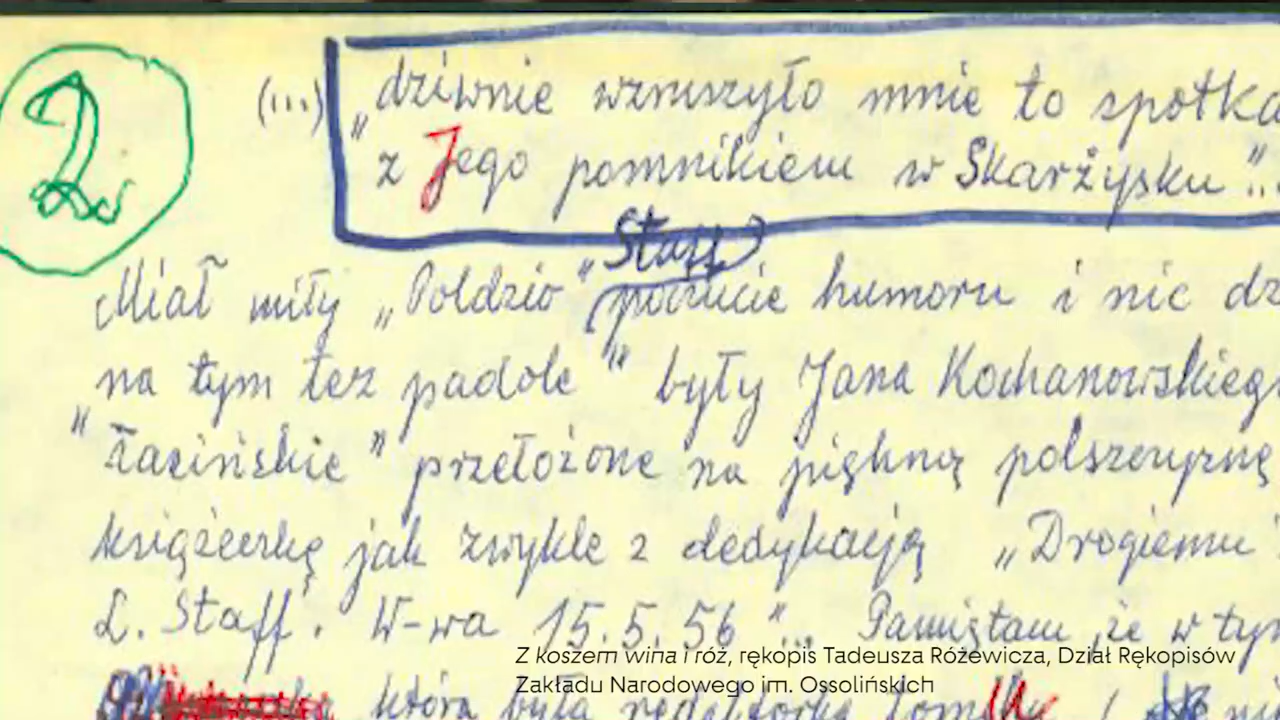 2
(...) „dziwnie wzruszyło mnie to spotka
z Jego pomnikiem w Skarżysku"...
Staff
Miał miły „Poldzio" poczucie humoru i nic dz
na tym łez padole" były Jana Kochanowskieg
"Łacińskie" przełożone na piękną polszczyznę
książeczkę jak zwykle z dedykacją „Drogiemu
L. Staff. W-wa 15.5.56"... Pamiętam, że w tym
która była redaktorką
Z koszem wina i róż, rękopis Tadeusza Różewicza, Dział Rękopisów
Zakładu Narodowego im. Ossolińskich